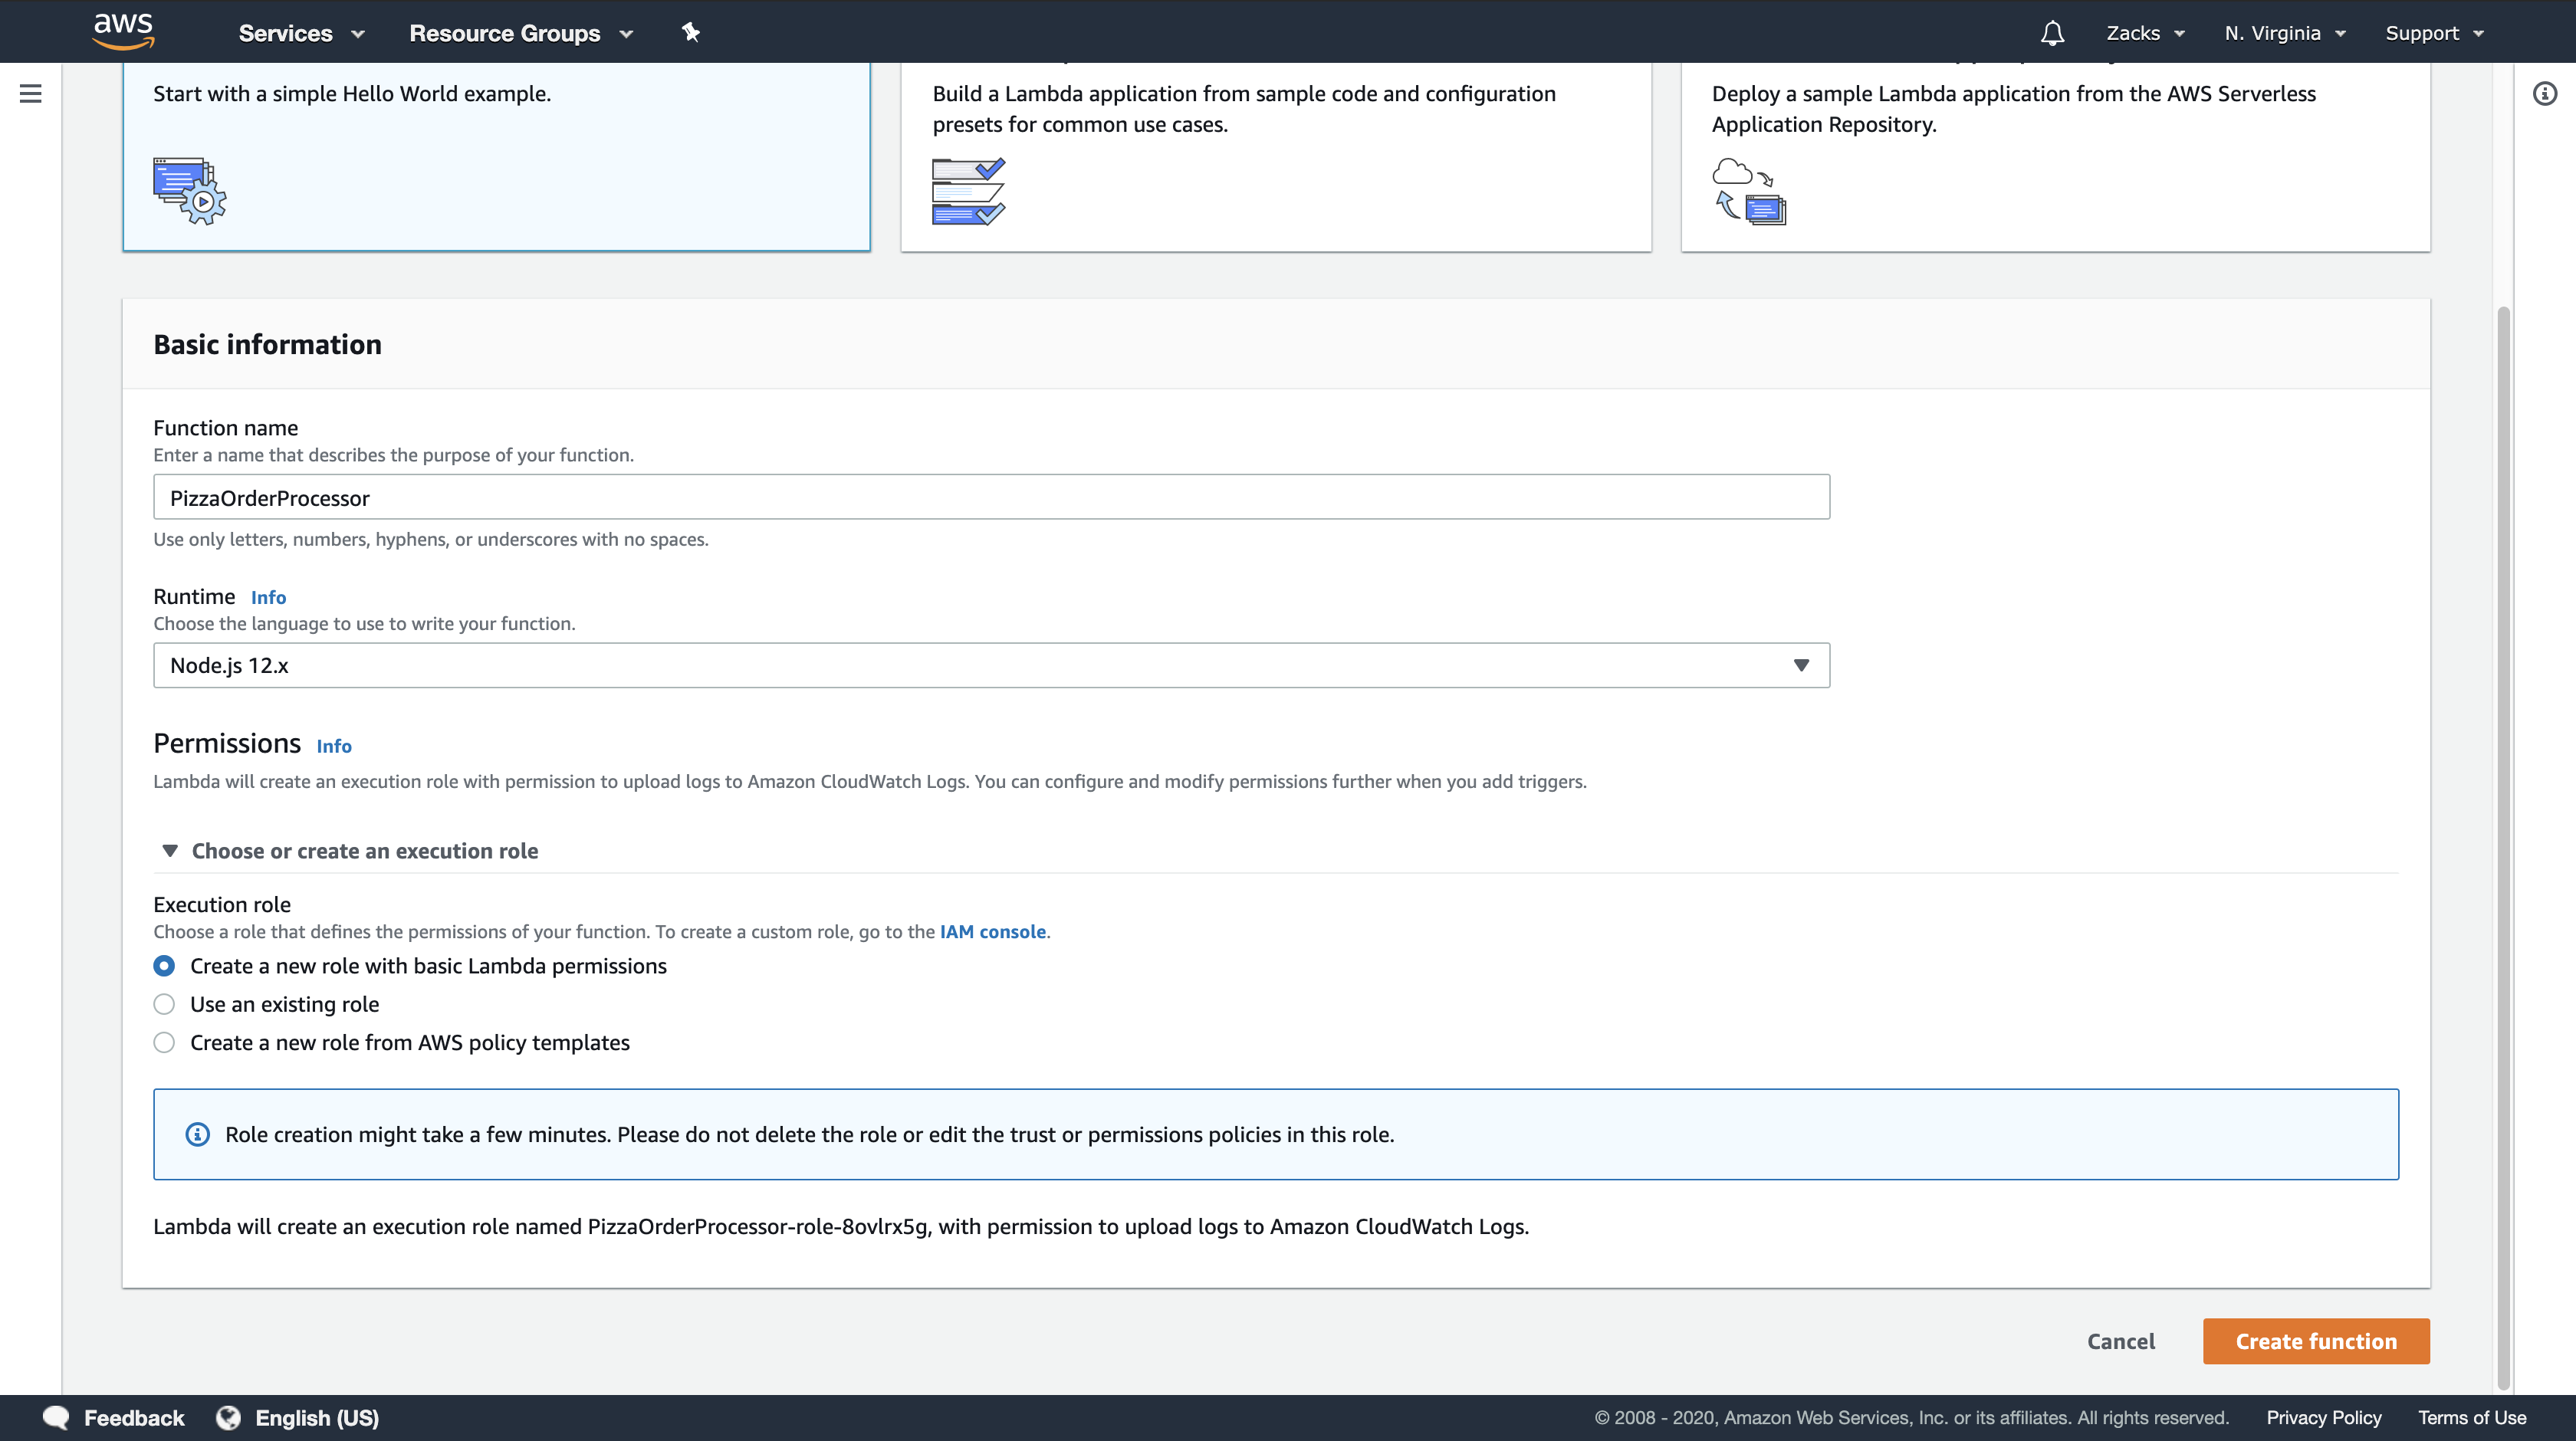 aws
Services
Resource Groups
Zacks
N. Virginia
Support
Start with a simple Hello World example.
Build a Lambda application from sample code and configuration
presets for common use cases.
Deploy a sample Lambda application from the AWS Serverless
Application Repository.
Basic information
Function name
Enter a name that describes the purpose of your function.
PizzaOrderProcessor
Use only letters, numbers, hyphens, or underscores with no spaces.
Runtime Info
Choose the language to use to write your function.
Node.js 12.x
Permissions Info
Lambda will create an execution role with permission to upload logs to Amazon CloudWatch Logs. You can configure and modify permissions further when you add triggers.
Choose or create an execution role
Execution role
Choose a role that defines the permissions of your function. To create a custom role, go to the IAM console.
Create a new role with basic Lambda permissions
Use an existing role
Create a new role from AWS policy templates
Role creation might take a few minutes. Please do not delete the role or edit the trust or permissions policies in this role.
Lambda will create an execution role named PizzaOrderProcessor-role-8ovlrx5g, with permission to upload logs to Amazon CloudWatch Logs.
Cancel
Create function
Feedback
English (US)
© 2008 - 2020, Amazon Web Services, Inc. or its affiliates. All rights reserved.
Privacy Policy
Terms of Use